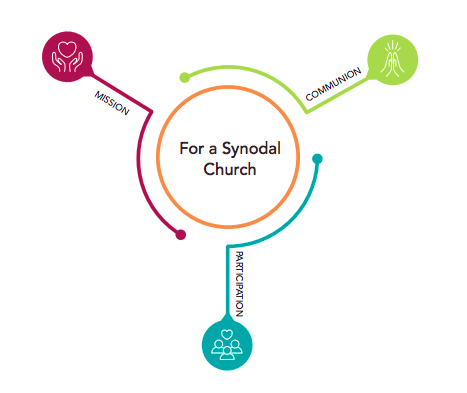 COMMUNION
MISSION
For a Synodal
Church
PARTICIPATION